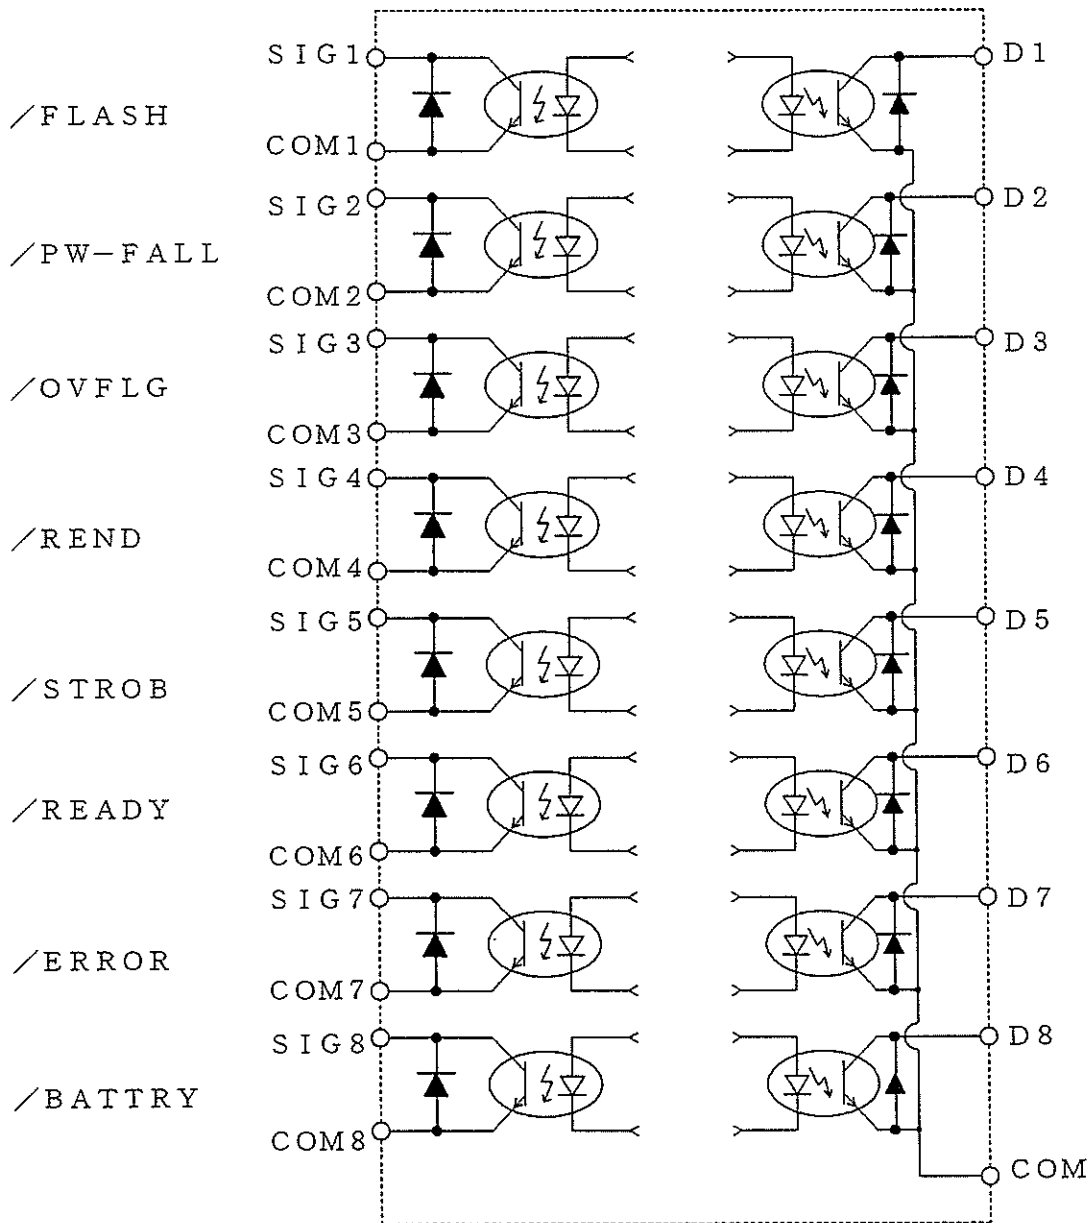 SIG1
D1
/FLASH
COM1
SIG2
D2
/PW-FALL
COM2
SIG3
D3
/OVFLG
COM3
SIG4
D4
/REND
COM4
SIG5
D5
/STROB
COM5
SIG6
D6
/READY
COM6
SIG7
D7
/ERROR
COM7
SIG8
D8
/BATTRY
COM8
COM